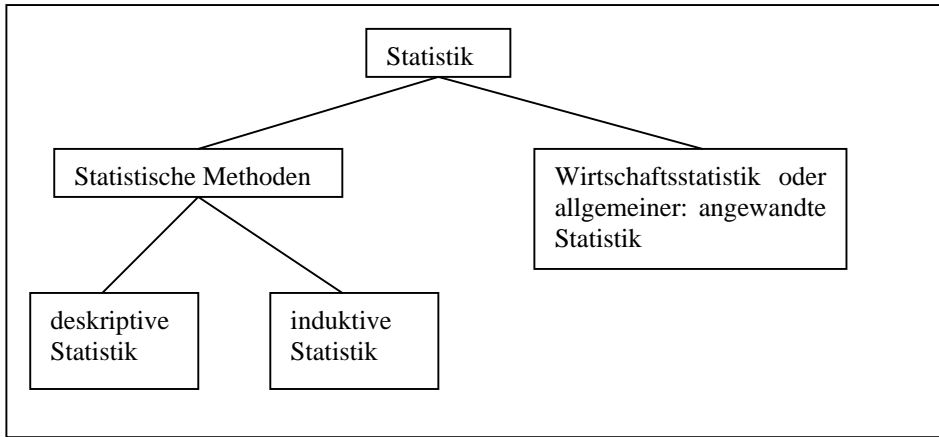 Statistik
Statistische Methoden
Wirtschaftsstatistik oder
allgemeiner: angewandte
Statistik
deskriptive
Statistik
induktive
Statistik